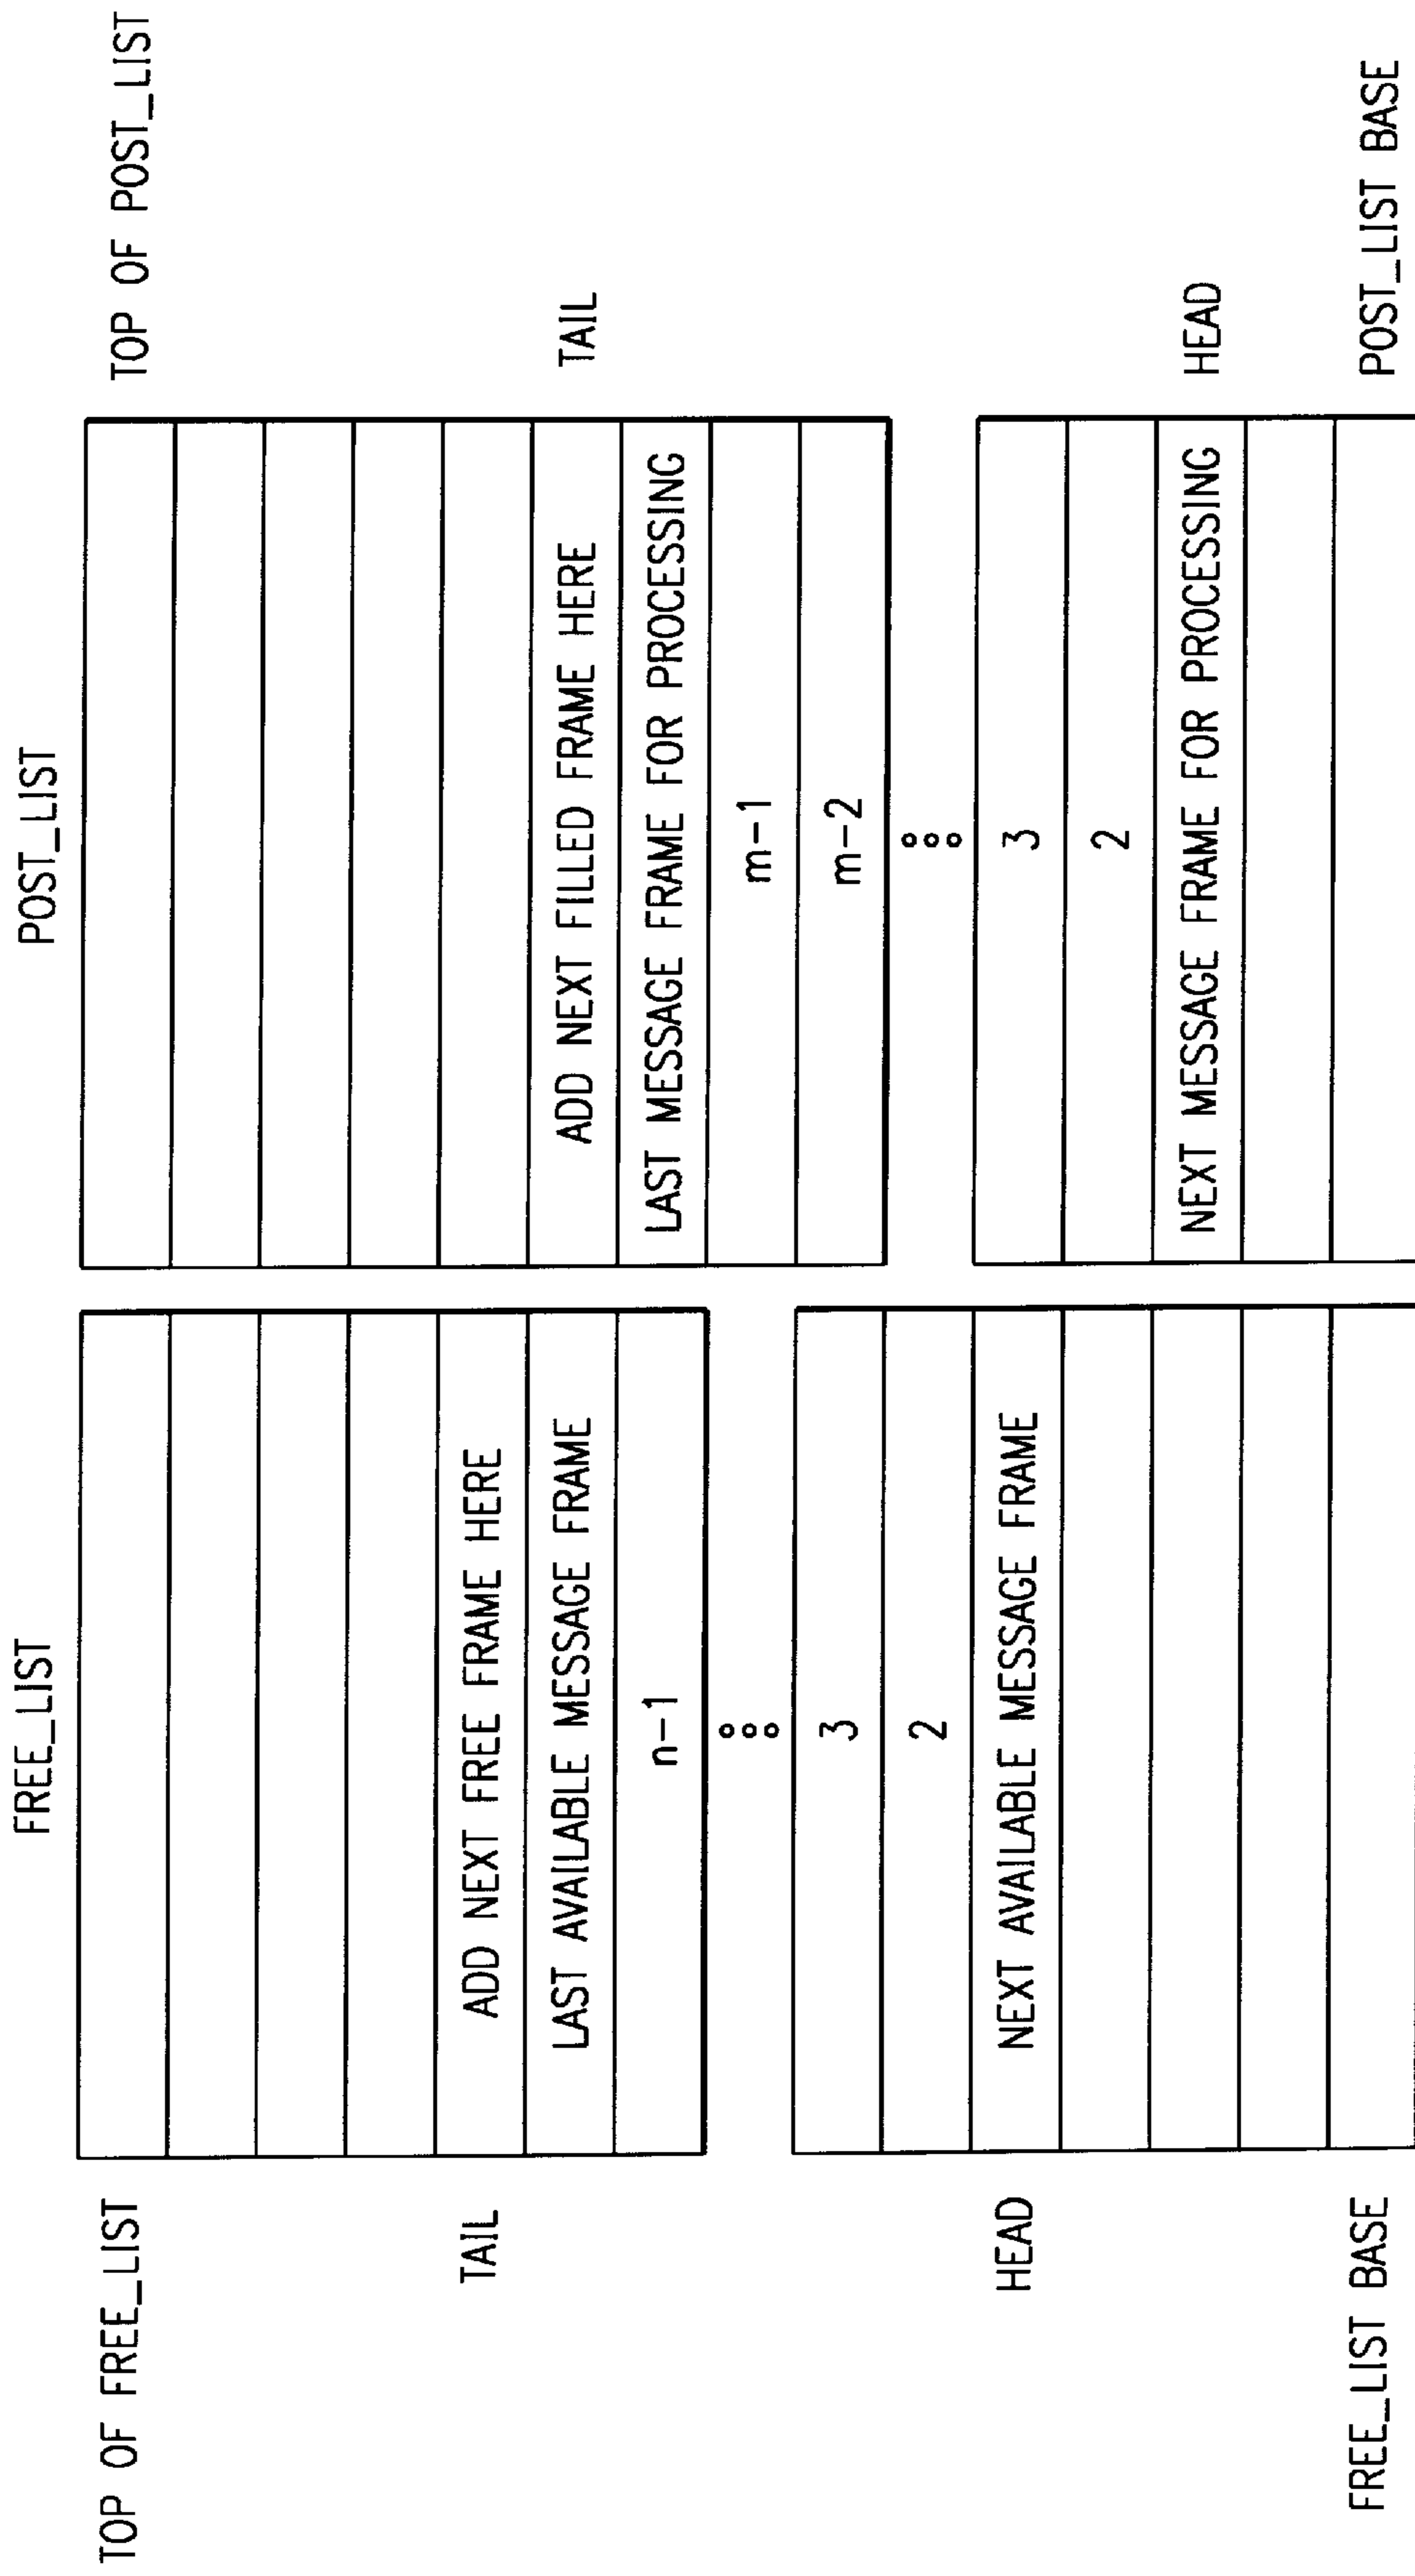 FREE_LIST
TOP OF FREE_LIST
TAIL
ADD NEXT FREE FRAME HERE
LAST AVAILABLE MESSAGE FRAME
n-1
3
2
HEAD
NEXT AVAILABLE MESSAGE FRAME
FREE_LIST BASE
POST_LIST
TOP OF POST_LIST
ADD NEXT FILLED FRAME HERE
TAIL
LAST MESSAGE FRAME FOR PROCESSING
m-1
m-2
3
2
NEXT MESSAGE FRAME FOR PROCESSING
HEAD
POST_LIST BASE